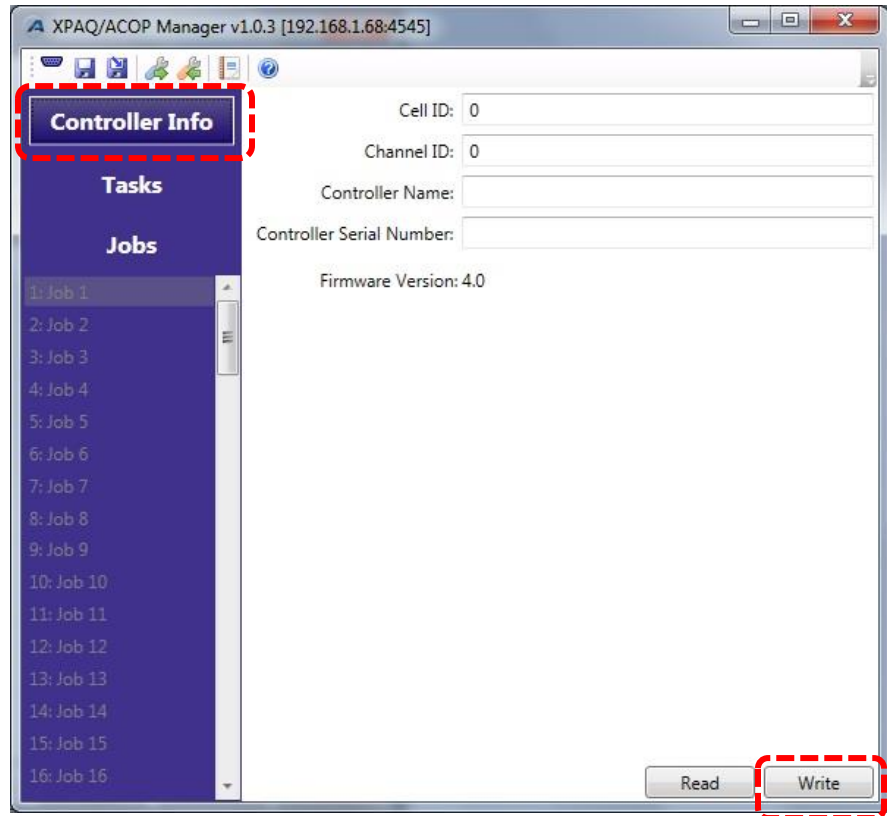 XPAQ/ACOP Manager v1.0.3 [192.168.1.68:4545]
Controller Info
Tasks
Jobs
1: Job 1
2: Job 2
3: Job 3
4: Job 4
5: Job 5
6: Job 6
7: Job 7
8: Job 8
9: Job 9
10: Job 10
11: Job 11
12: Job 12
13: Job 13
14: Job 14
15: Job 15
16: Job 16
Cell ID: 0
Channel ID: 0
Controller Name:
Controller Serial Number:
Firmware Version: 4.0
Read Write